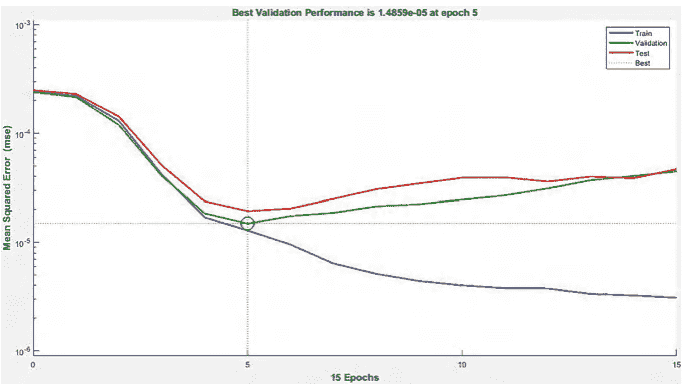 Best Validation Performance is 1.4859e-05 at epoch 5
Mean Squared Error (mse)
10-3
10-4
10-5
10-6
Train
Validation
Test
Best
0
5
10
15
15 Epochs